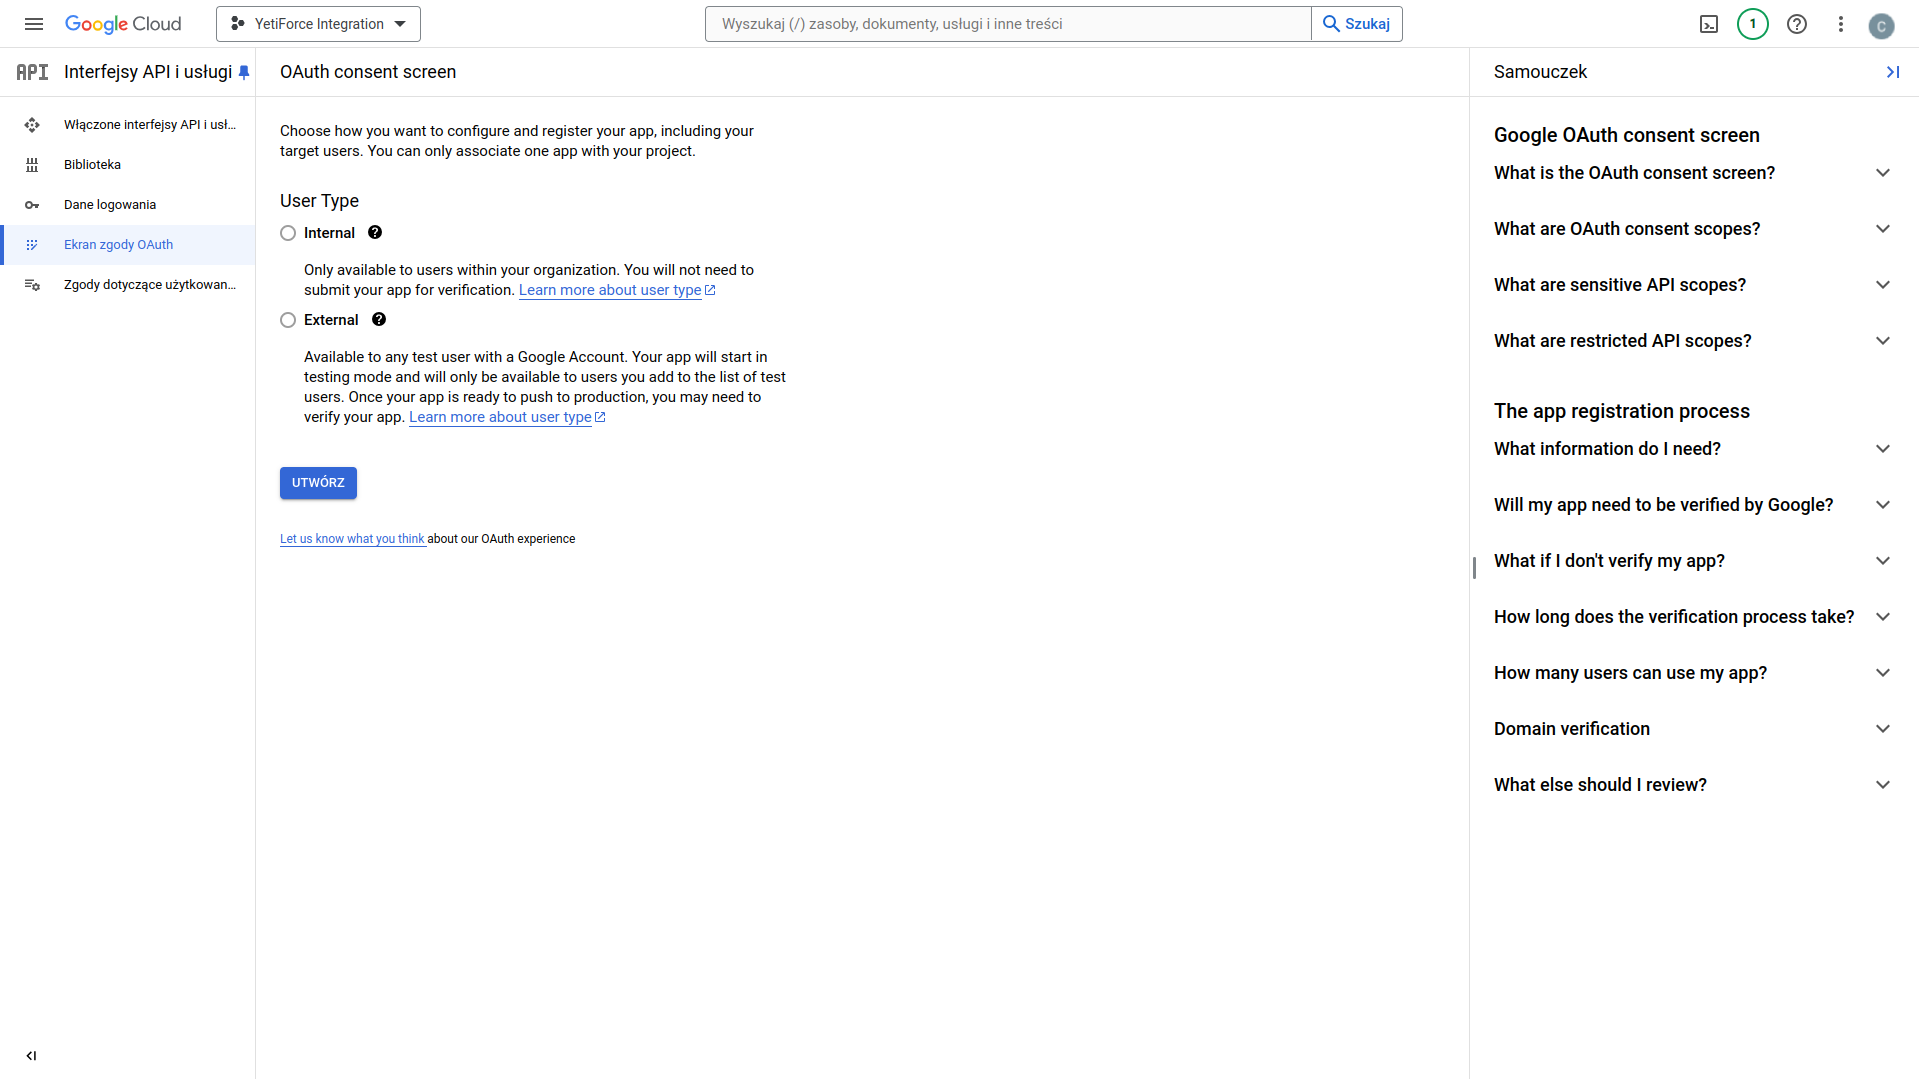 Google Cloud
YetiForce Integration
Wyszukaj (/) zasoby, dokumenty, usługi i inne treści
Szukaj
1
C
API
Interfejsy API i usługi
Włączone interfejsy API i usł...
Biblioteka
Dane logowania
Ekran zgody OAuth
Zgody dotyczące użytkowan...
OAuth consent screen
Choose how you want to configure and register your app, including your
target users. You can only associate one app with your project.
User Type
Internal
Only available to users within your organization. You will not need to
submit your app for verification. Learn more about user type
External
Available to any test user with a Google Account. Your app will start in
testing mode and will only be available to users you add to the list of test
users. Once your app is ready to push to production, you may need to
verify your app. Learn more about user type
UTWÓRZ
Let us know what you think about our OAuth experience
Samouczek
Google OAuth consent screen
What is the OAuth consent screen?
What are OAuth consent scopes?
What are sensitive API scopes?
What are restricted API scopes?
The app registration process
What information do I need?
Will my app need to be verified by Google?
What if I don't verify my app?
How long does the verification process take?
How many users can use my app?
Domain verification
What else should I review?